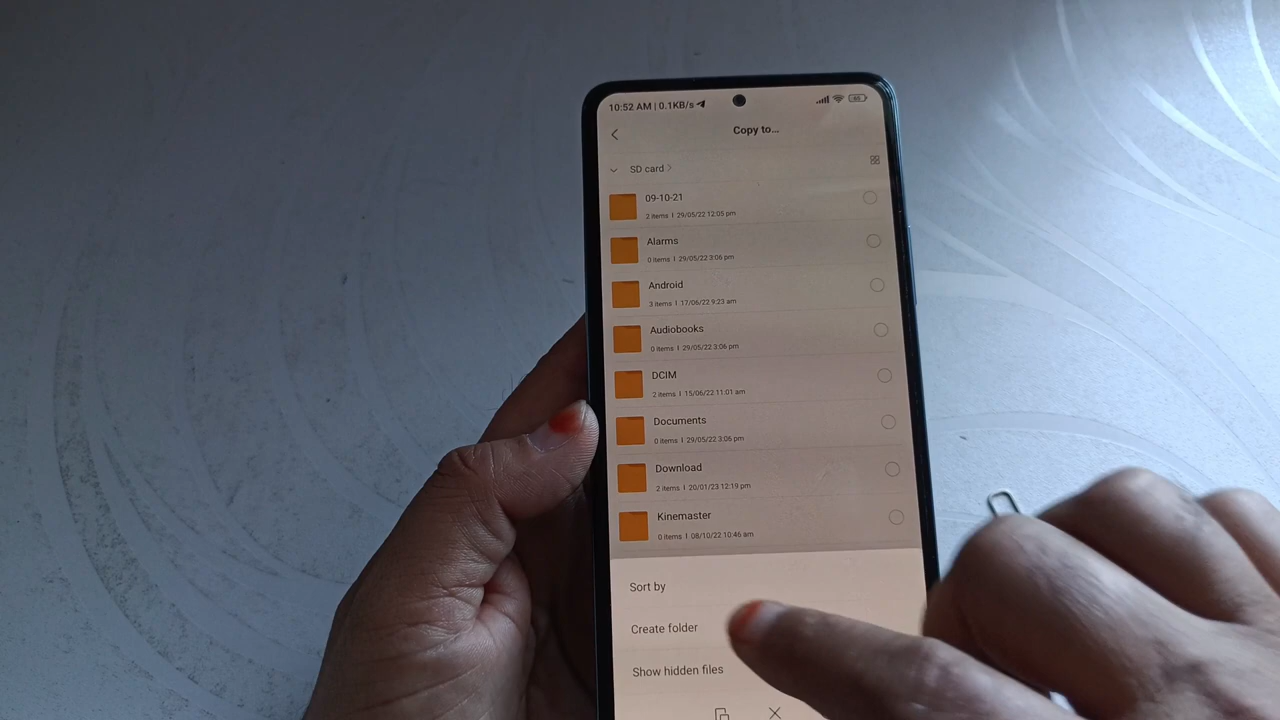 10:52 AM | 0.1KB/s
65
Copy to...
SD card
09-10-21
2 items | 29/05/22 12:05 pm
Alarms
0 items | 29/05/22 3:06 pm
Android
3 items | 17/06/22 9:23 am
Audiobooks
0 items | 29/05/22 3:06 pm
DCIM
2 items | 15/06/22 11:01 am
Documents
0 items | 29/05/22 3:06 pm
Download
2 items | 20/01/23 12:19 pm
Kinemaster
0 items | 08/10/22 10:46 am
Sort by
Create folder
Show hidden files